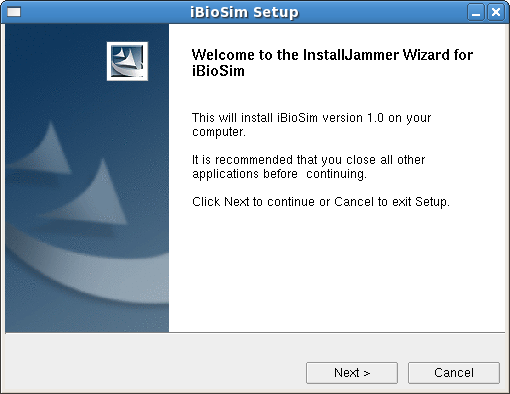 iBioSim Setup
Welcome to the InstallJammer Wizard for
iBioSim
This will install iBioSim version 1.0 on your
computer.
It is recommended that you close all other
applications before  continuing.
Click Next to continue or Cancel to exit Setup.
Next >
Cancel